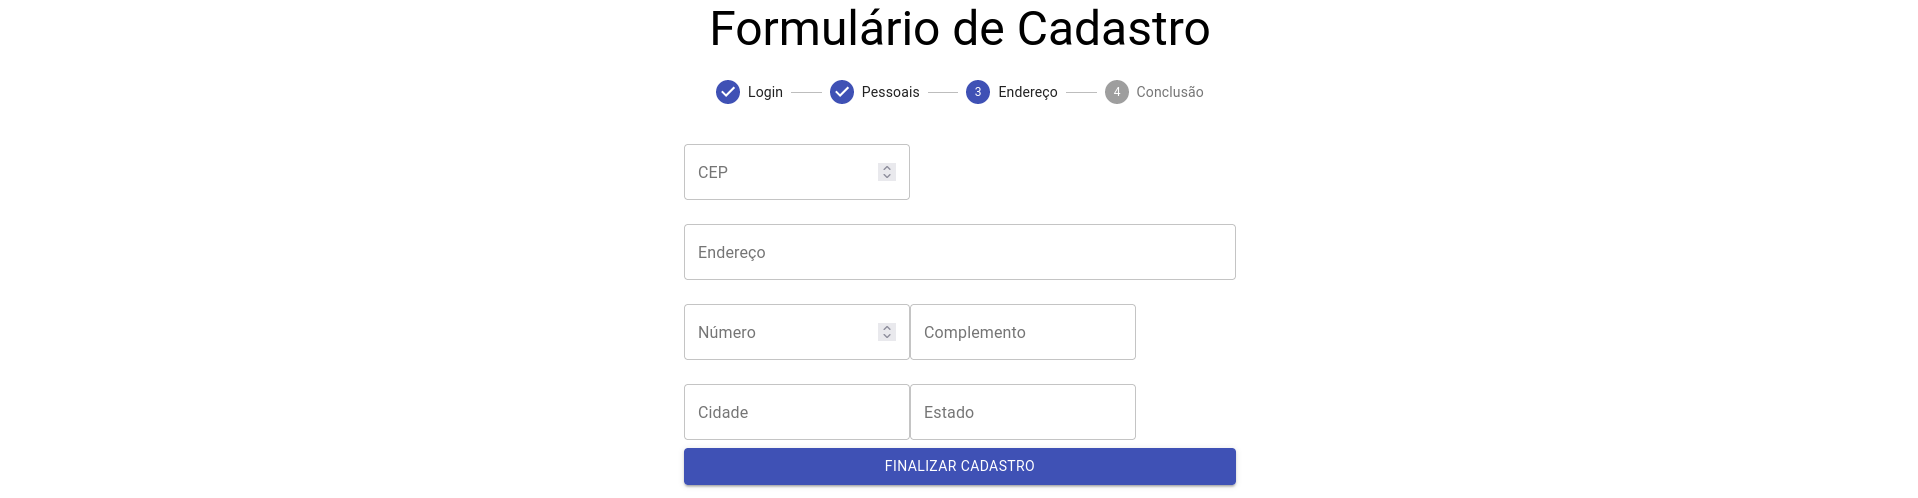 Formulário de Cadastro
Login Pessoais 3 Endereço 4 Conclusão
CEP
Endereço
Número Complemento
Cidade Estado
FINALIZAR CADASTRO